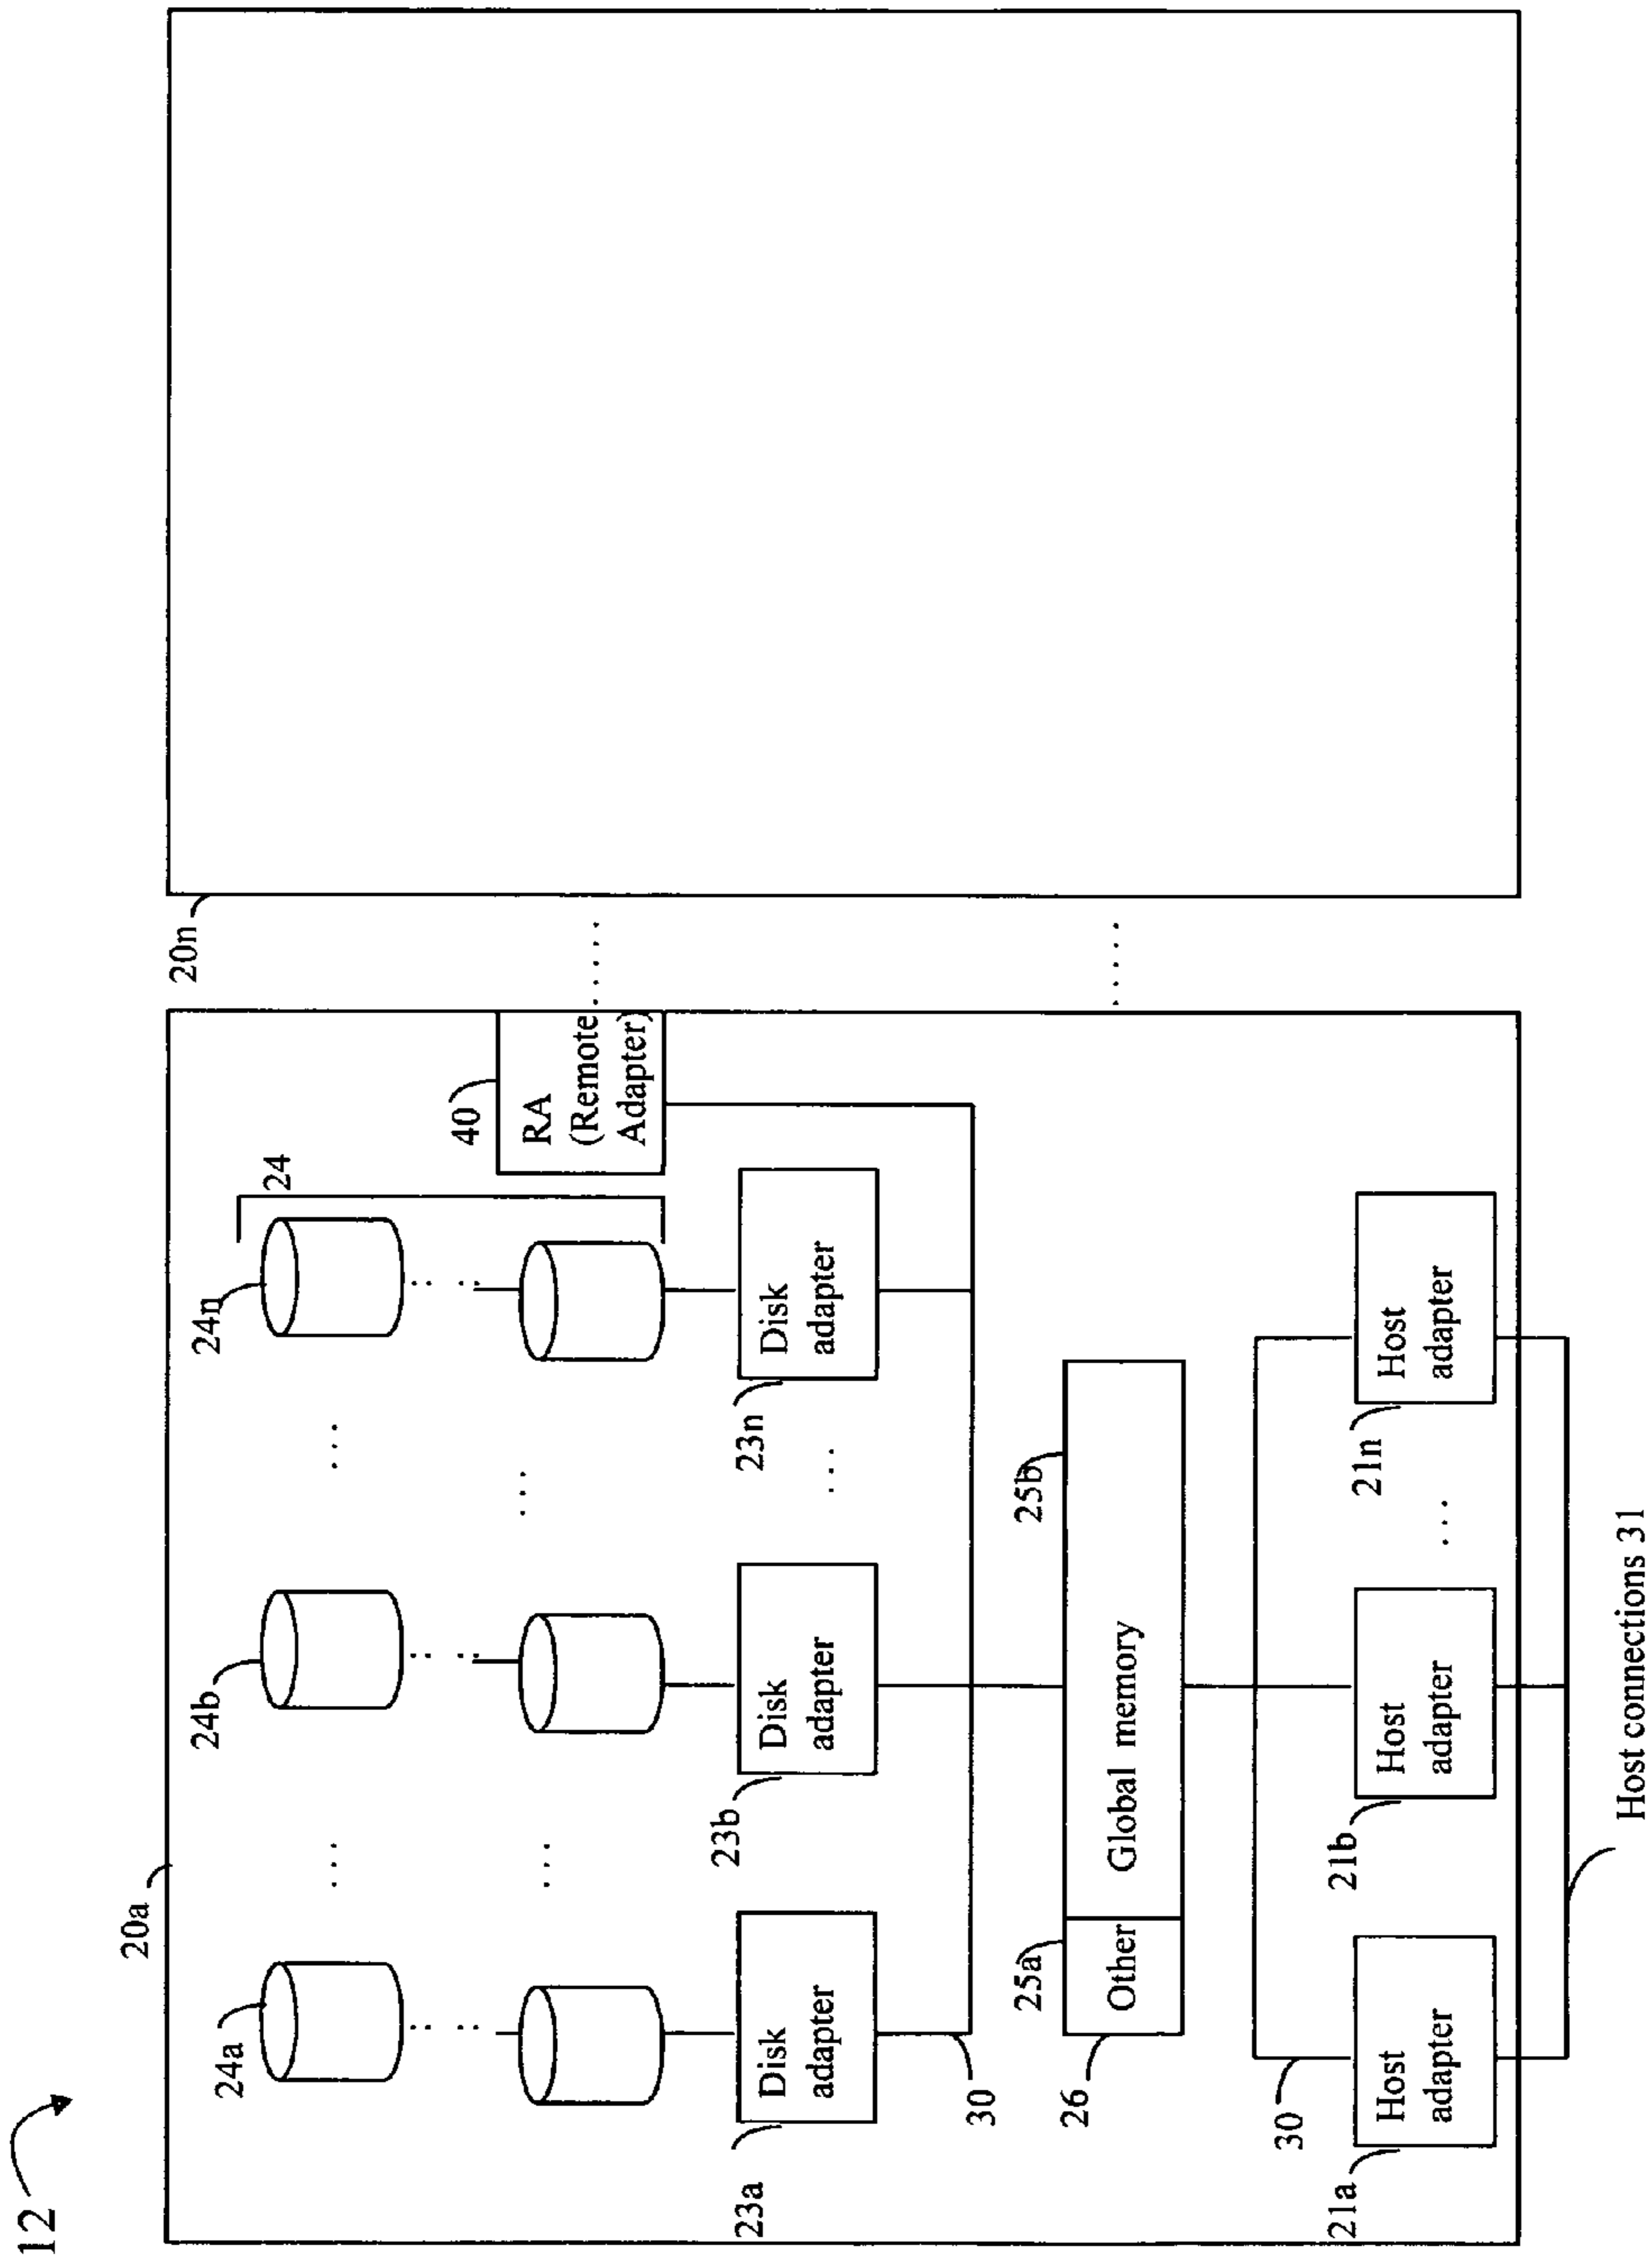 12
20a
20n
24a
24b
24n
24
40
RA
(Remote
Adapter)
23a
Disk
adapter
23b
Disk
adapter
23n
Disk
adapter
...
30
25a
25b
26
Other
Global memory
30
21a
Host
adapter
21b
Host
adapter
21n
Host
adapter
...
Host connections 31